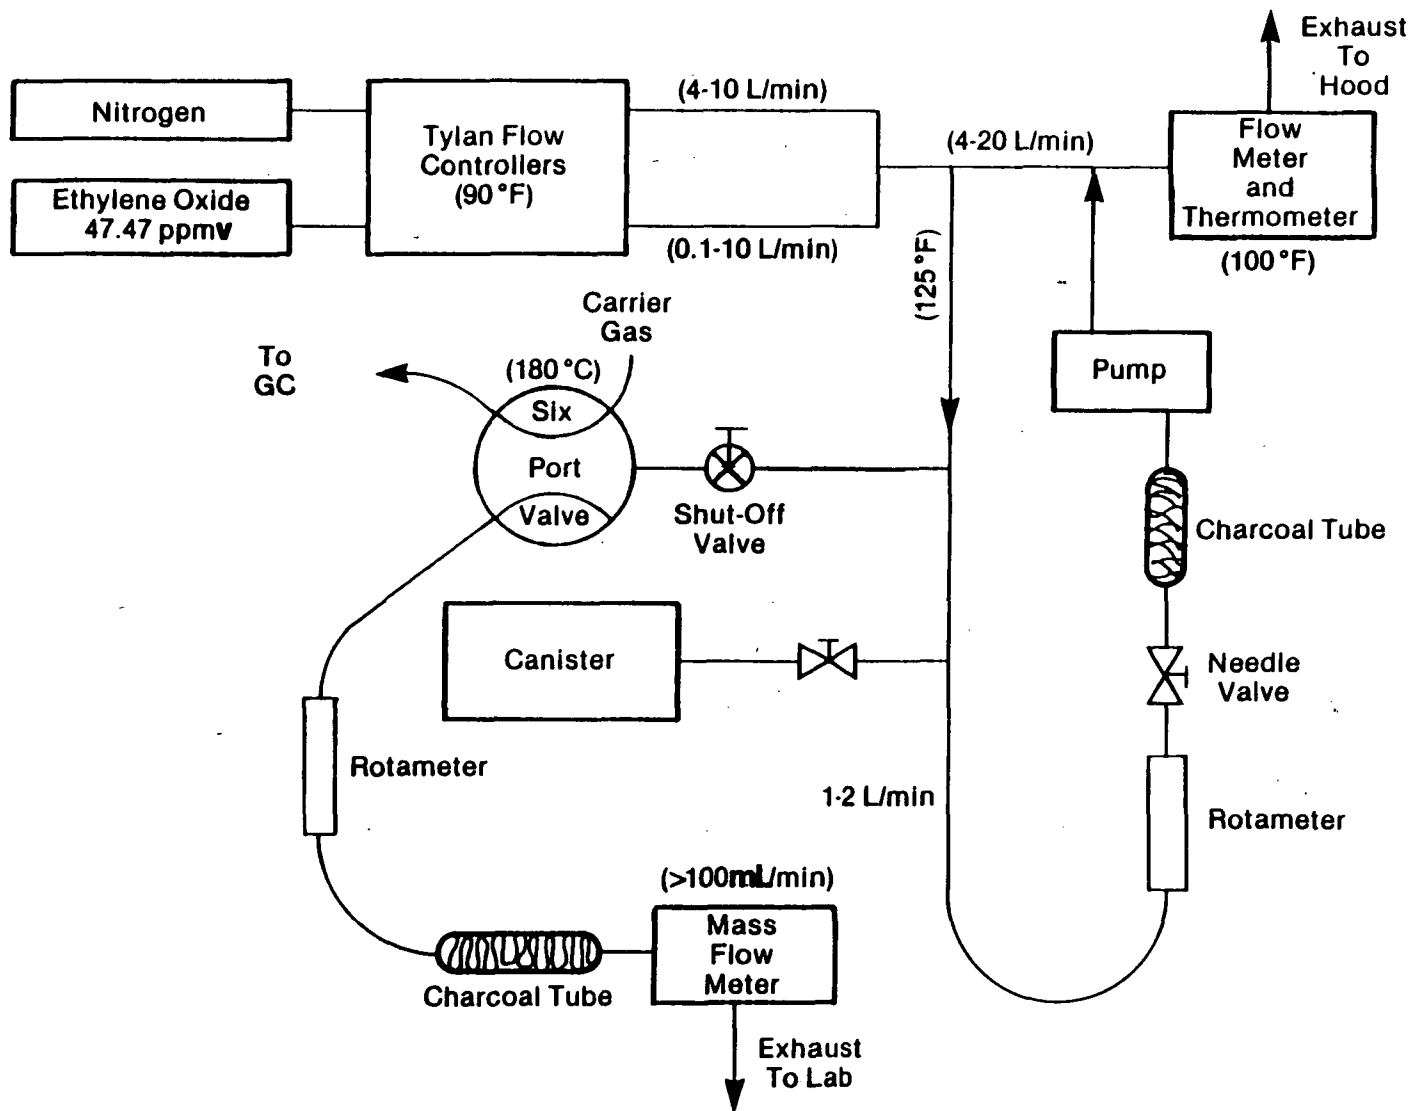 Exhaust
To
Hood
Nitrogen
Ethylene Oxide
47.47 ppmv
Tylan Flow
Controllers
(90°F)
(4-10 L/min)
(0.1-10 L/min)
(4-20 L/min)
Flow
Meter
and
Thermometer
(100°F)
(125°F)
Carrier
Gas
To
GC
(180°C)
Six
Port
Valve
Shut-Off
Valve
Pump
Charcoal Tube
Canister
Needle
Valve
Rotameter
1-2 L/min
Rotameter
(>100mL/min)
Mass
Flow
Meter
Charcoal Tube
Exhaust
To Lab